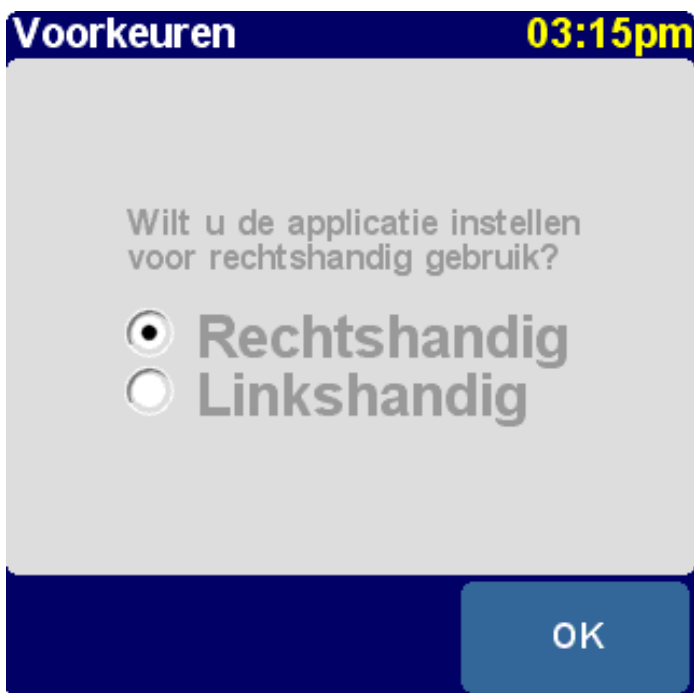 Voorkeuren 03:15pm
Wilt u de applicatie instellen
voor rechtshandig gebruik?
Rechtshandig
Linkshandig
OK